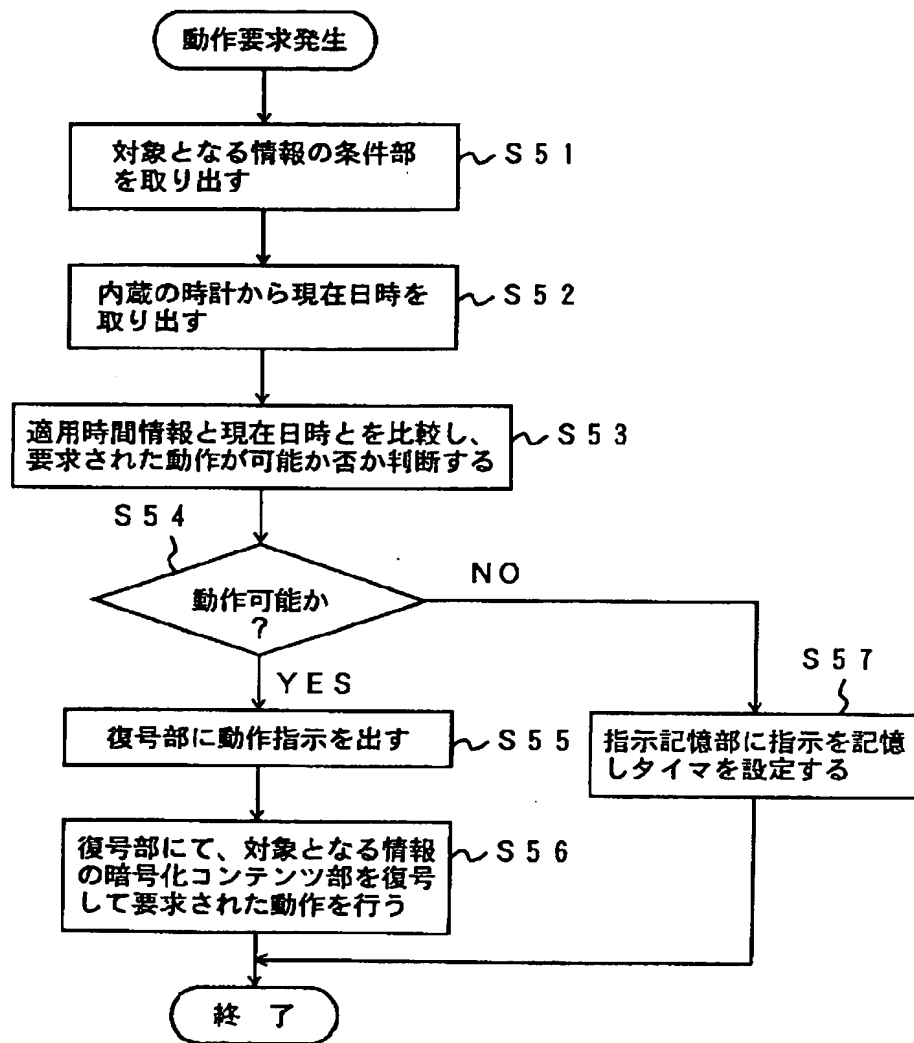 動作要求発生
対象となる情報の条件部
を取り出す
S51
内蔵の時計から現在日時を
取り出す
S52
適用時間情報と現在日時とを比較し、
要求された動作が可能か否か判断する
S53
S54
動作可能か
?
NO
YES
S57
復号部に動作指示を出す
S55
指示記憶部に指示を記憶
しタイマを設定する
復号部にて、対象となる情報
の暗号化コンテンツ部を復号
して要求された動作を行う
S56
終了